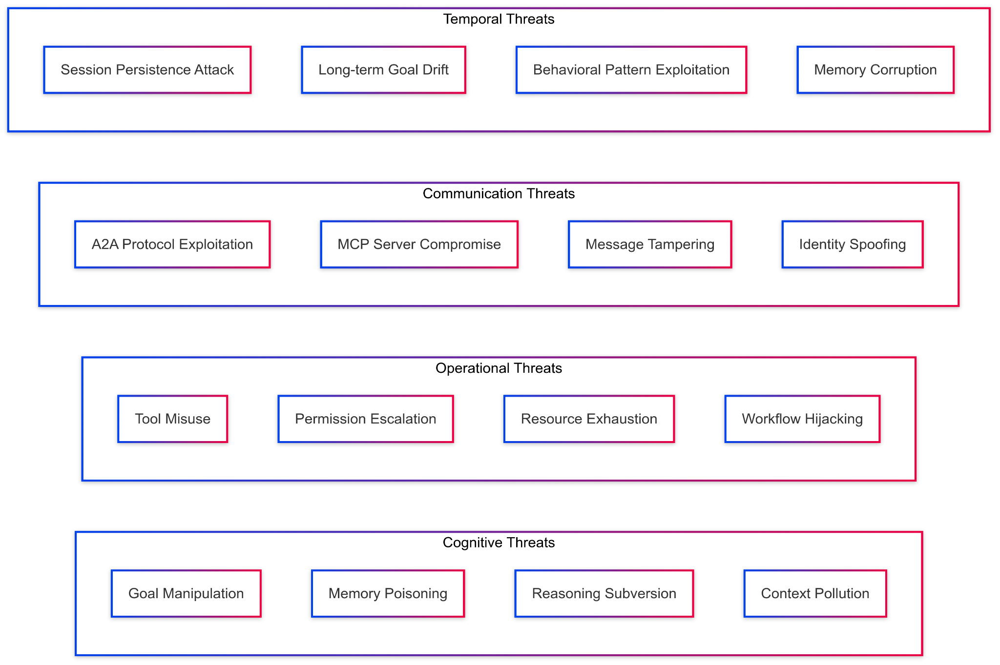 Temporal Threats
Session Persistence Attack
Long-term Goal Drift
Behavioral Pattern Exploitation
Memory Corruption
Communication Threats
A2A Protocol Exploitation
MCP Server Compromise
Message Tampering
Identity Spoofing
Operational Threats
Tool Misuse
Permission Escalation
Resource Exhaustion
Workflow Hijacking
Cognitive Threats
Goal Manipulation
Memory Poisoning
Reasoning Subversion
Context Pollution